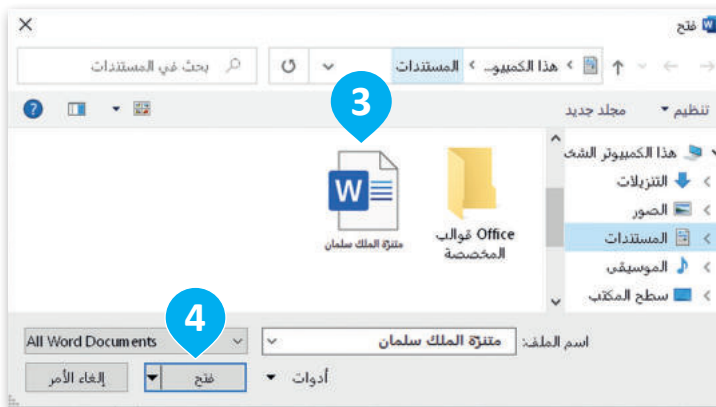 فتح
هذا الكمبيو.. المستندات
بحث في المستندات
تنظيم
مجلد جديد
3
هذا الكمبيوتر الشخ
التنزيلات
الصور
المستندات
الموسيقى
سطح المكتب
Office قوالب
المخصصة
متنزة الملك سلمان
اسم الملف:
متنزة الملك سلمان
All Word Documents
4
أدوات
فتح
إلغاء الأمر